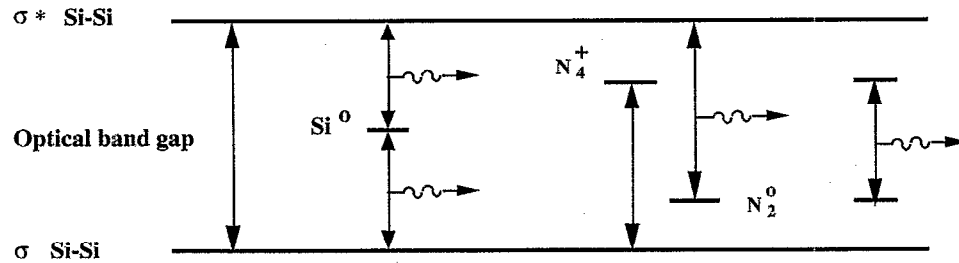 σ* Si-Si
N₄⁺
Si⁰
Optical band gap
N₂⁰
σ Si-Si